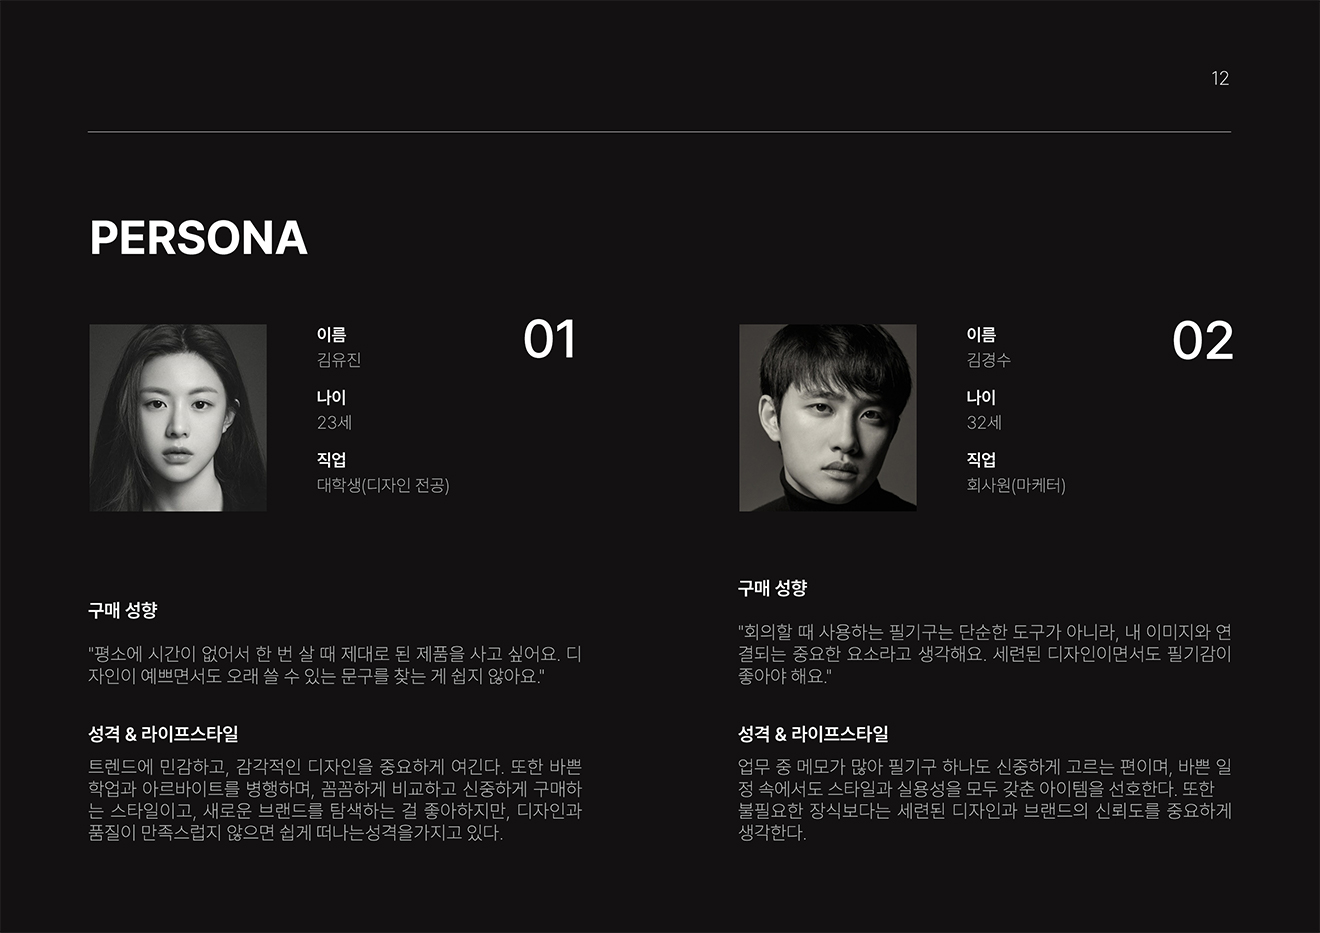 12
PERSONA
이름
김유진
나이
23세
직업
대학생(디자인 전공)
01
구매 성향
"평소에 시간이 없어서 한 번 살 때 제대로 된 제품을 사고 싶어요. 디
자인이 예쁘면서도 오래 쓸 수 있는 문구를 찾는 게 쉽지 않아요."
성격 & 라이프스타일
트렌드에 민감하고, 감각적인 디자인을 중요하게 여긴다. 또한 바쁜
학업과 아르바이트를 병행하며, 꼼꼼하게 비교하고 신중하게 구매하
는 스타일이고, 새로운 브랜드를 탐색하는 걸 좋아하지만, 디자인과
품질이 만족스럽지 않으면 쉽게 떠나는성격을가지고 있다.
이름
김경수
나이
32세
직업
회사원(마케터)
02
구매 성향
"회의할 때 사용하는 필기구는 단순한 도구가 아니라, 내 이미지와 연
결되는 중요한 요소라고 생각해요. 세련된 디자인이면서도 필기감이
좋아야 해요."
성격 & 라이프스타일
업무 중 메모가 많아 필기구 하나도 신중하게 고르는 편이며, 바쁜 일
정 속에서도 스타일과 실용성을 모두 갖춘 아이템을 선호한다. 또한
불필요한 장식보다는 세련된 디자인과 브랜드의 신뢰도를 중요하게
생각한다.